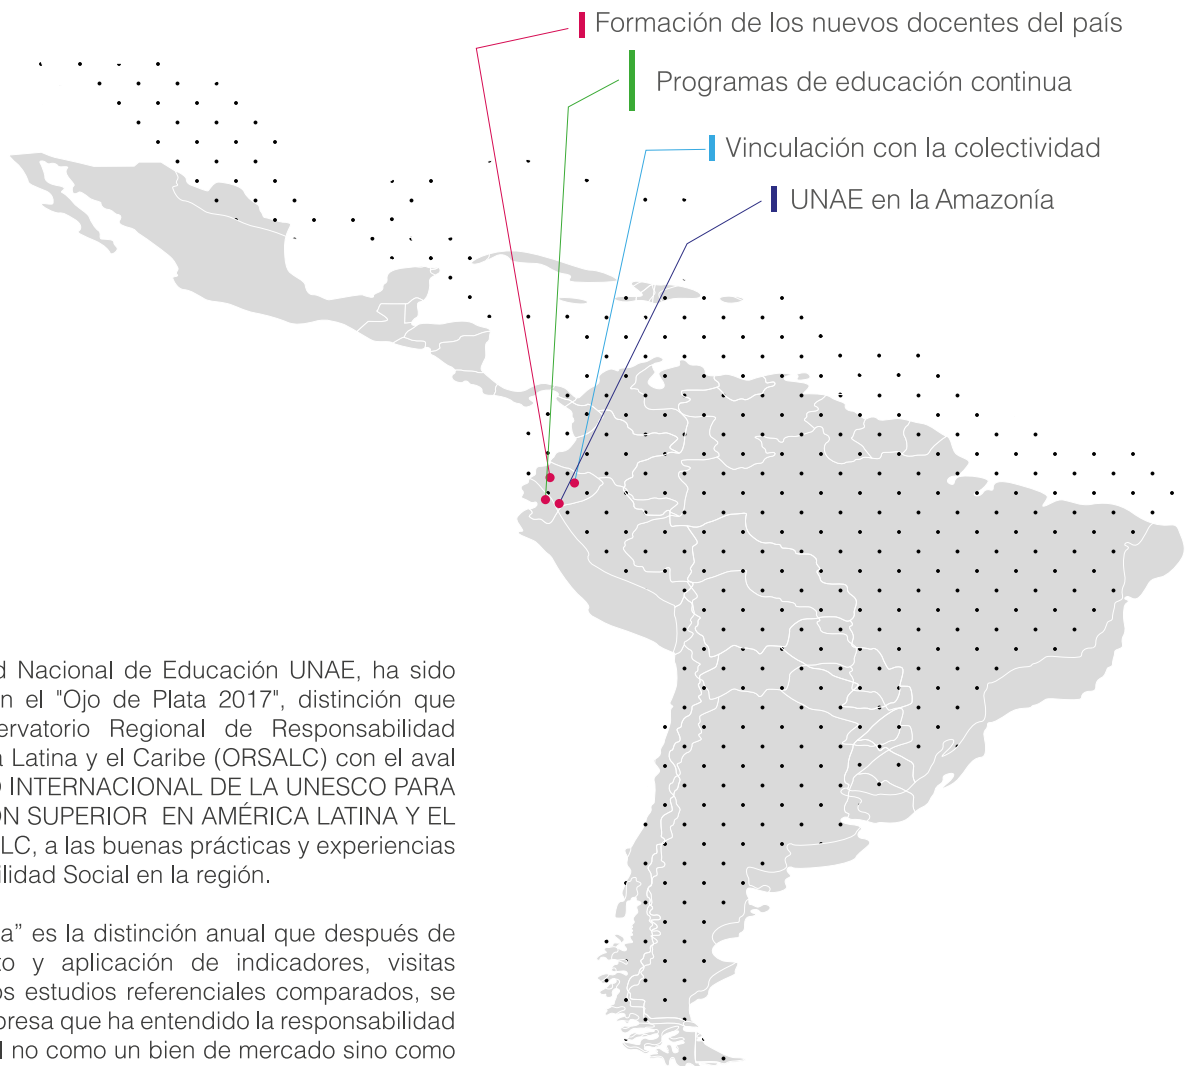 Formación de los nuevos docentes del país
Programas de educación continua
Vinculación con la colectividad
UNAE en la Amazonía
d Nacional de Educación UNAE, ha sido
n el "Ojo de Plata 2017", distinción que
ervatorio Regional de Responsabilidad
a Latina y el Caribe (ORSALC) con el aval
O INTERNACIONAL DE LA UNESCO PARA
ÓN SUPERIOR EN AMÉRICA LATINA Y EL
LC, a las buenas prácticas y experiencias
ilidad Social en la región.
a” es la distinción anual que después de
to y aplicación de indicadores, visitas
os estudios referenciales comparados, se
presa que ha entendido la responsabilidad
l no como un bien de mercado sino como